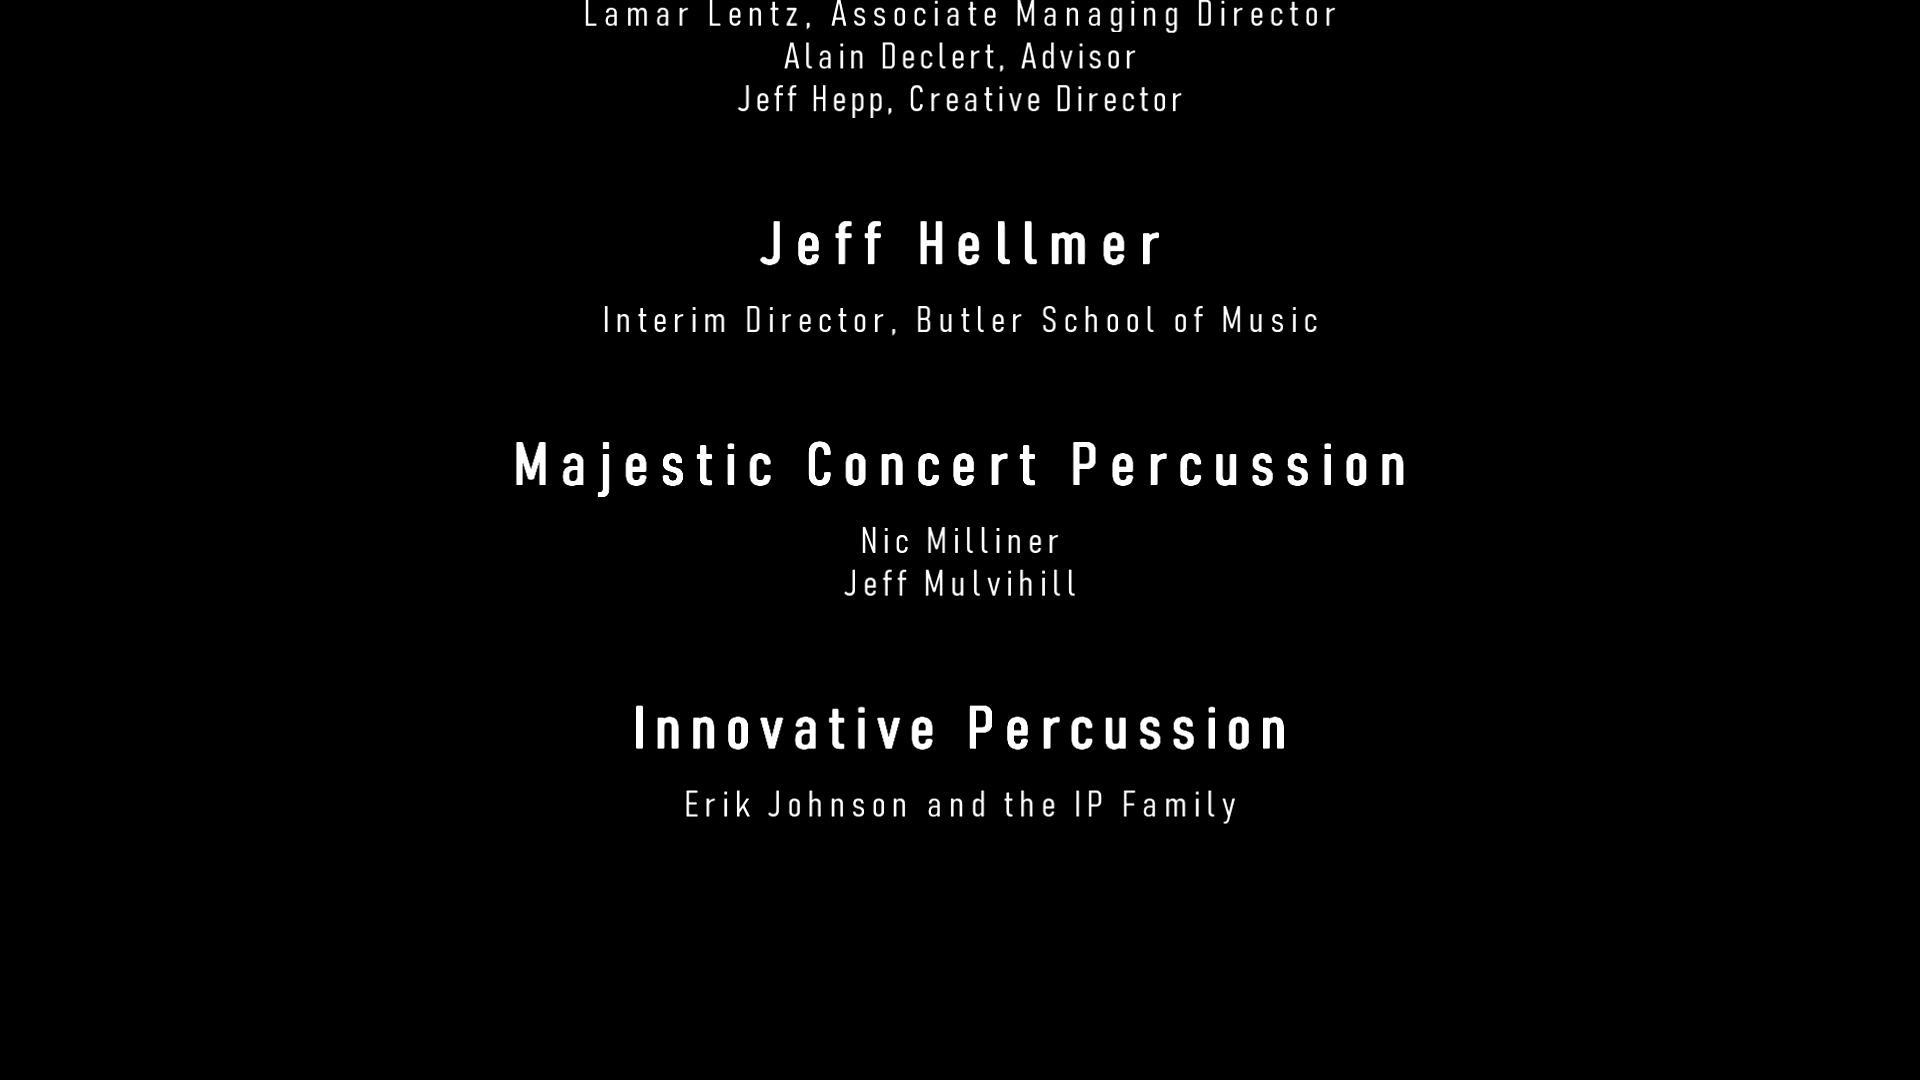 Lamar Lentz, Associate Managing Director
Alain Declert, Advisor
Jeff Hepp, Creative Director
Jeff Hellmer
Interim Director, Butler School of Music
Majestic Concert Percussion
Nic Milliner
Jeff Mulvihill
Innovative Percussion
Erik Johnson and the IP Family